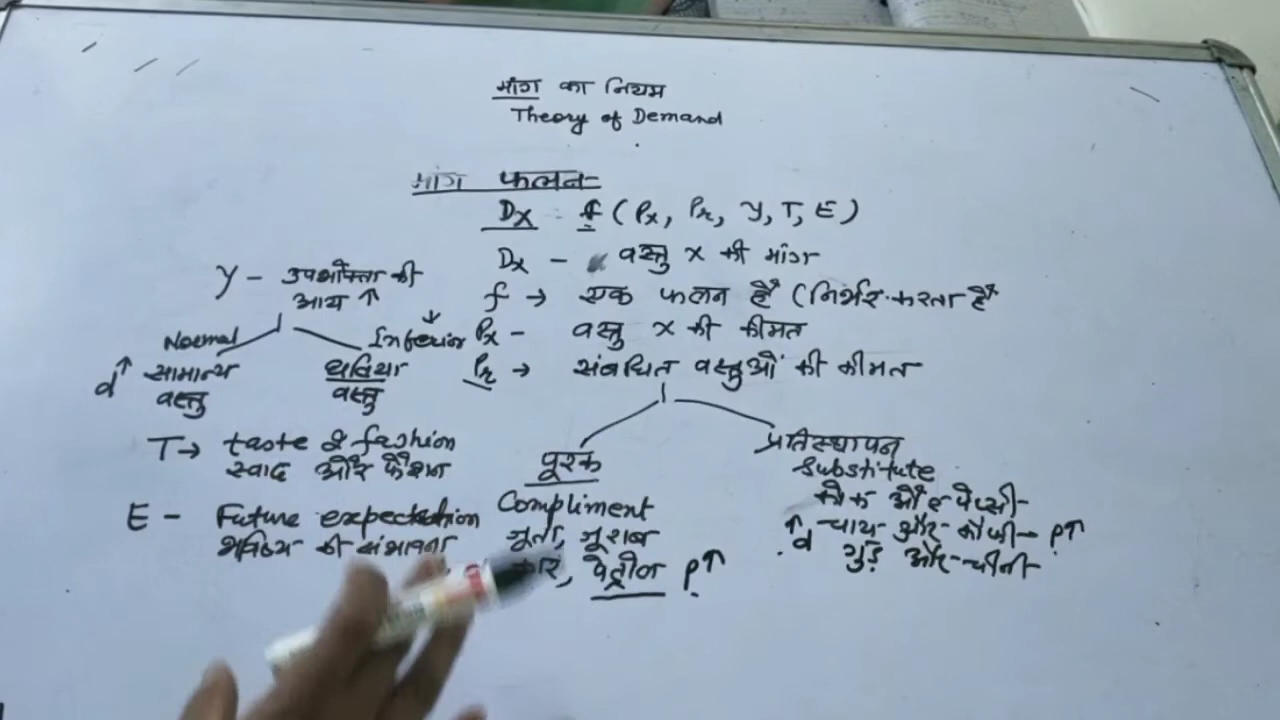 मांग का नियम
Theory of Demand
मांग फलन-
Dx = f (Px, Pr, Y, T, E)
Dx - वस्तु x की मांग
f → एक फलन है (निर्भर करता है
Px - वस्तु x की कीमत
Pr → संबंधित वस्तुओं की कीमत
Y - उपभोक्ता की
आय ↑
Normal
सामान्य
वस्तु
d ↑
Inferior ↓
घटिया
वस्तु
T → taste & fashion
स्वाद और फैशन
E - Future expectation
भविष्य की संभावना
पूरक
Compliment
कार, पेट्रोल P↑
प्रतिस्थापन
Substitute
कोक और पेप्सी-
↑d चाय और कॉफी- P↑
गुड़ और चीनी